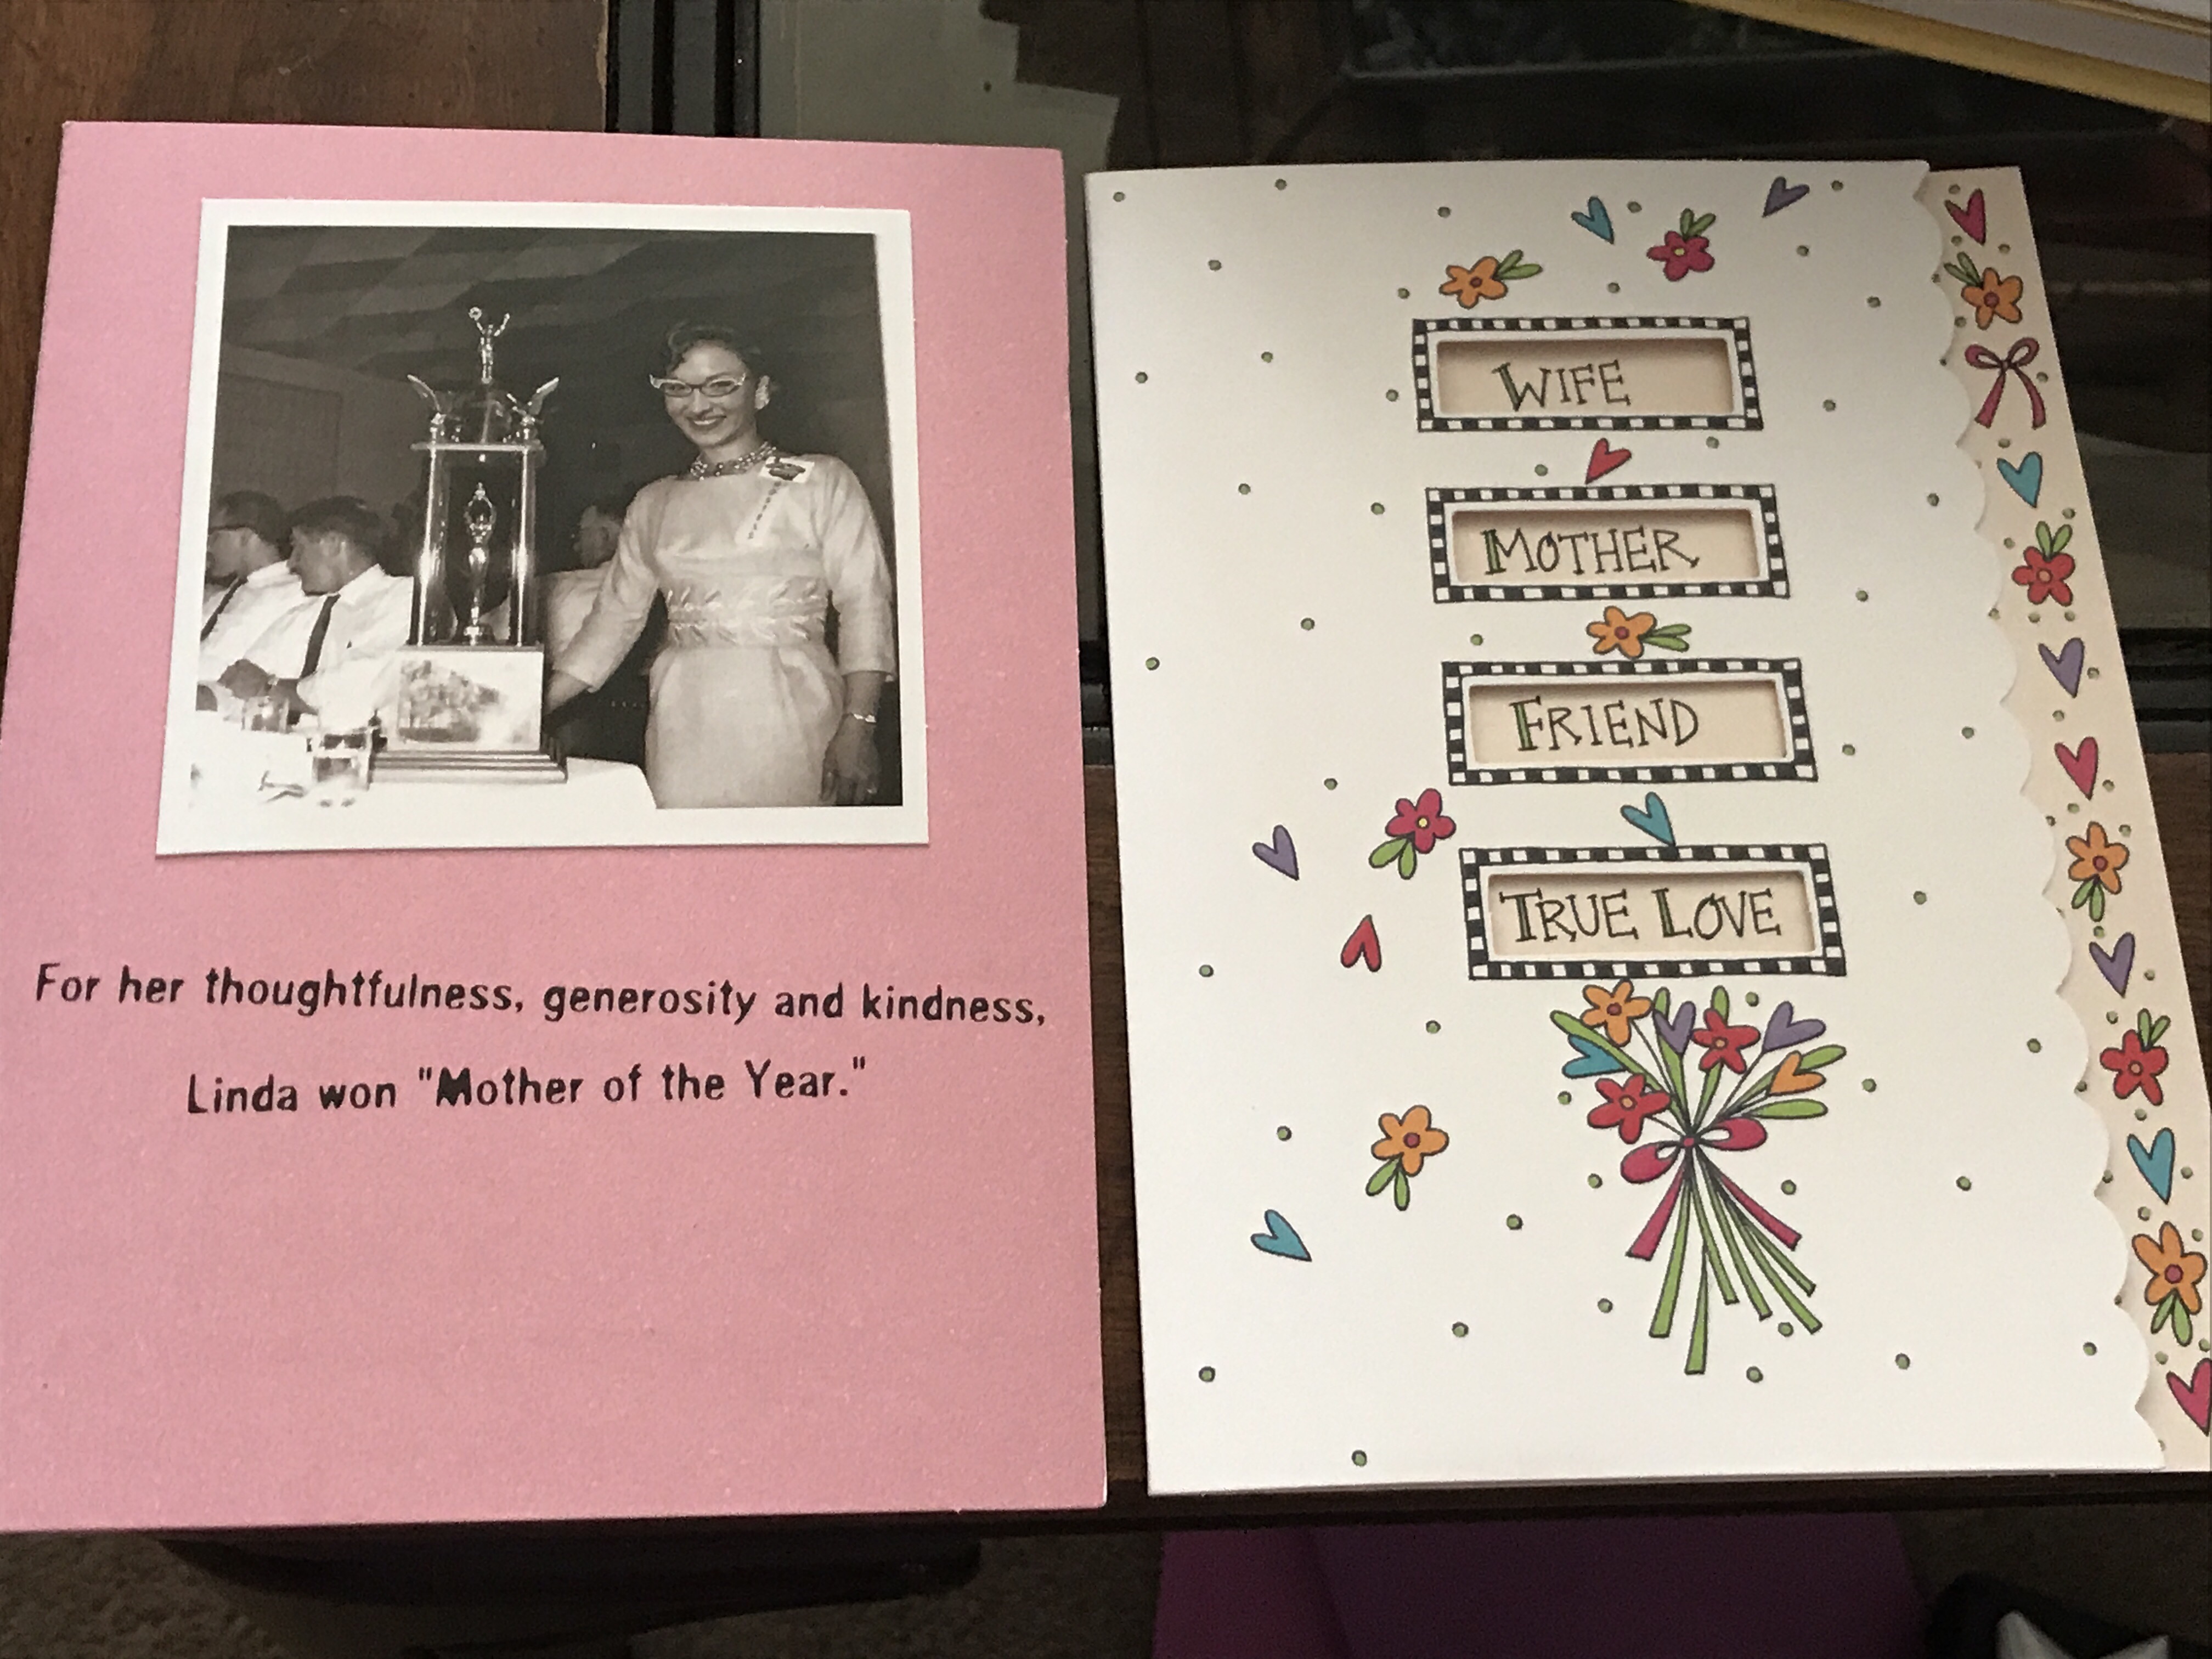 For her thoughtfulness, generosity and kindness,
Linda won "Mother of the Year."
WIFE
MOTHER
FRIEND
TRUE LOVE